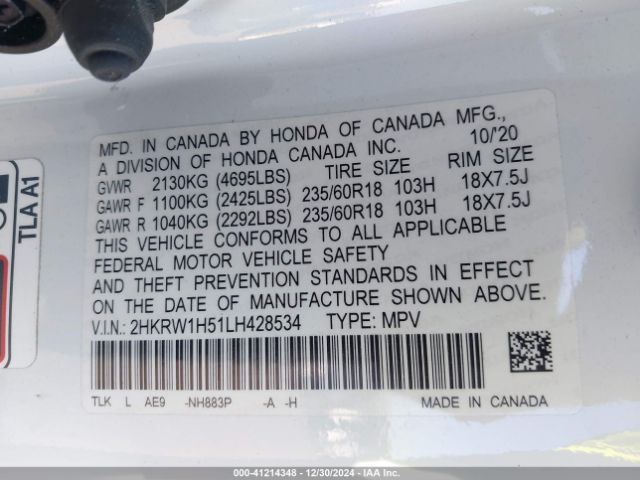 MFD. IN CANADA BY HONDA OF CANADA MFG.,
A DIVISION OF HONDA CANADA INC. 10/'20
GVWR 2130KG (4695LBS) TIRE SIZE RIM SIZE
GAWR F 1100KG (2425LBS) 235/60R18 103H 18X7.5J
GAWR R 1040KG (2292LBS) 235/60R18 103H 18X7.5J
THIS VEHICLE CONFORMS TO ALL APPLICABLE
FEDERAL MOTOR VEHICLE SAFETY
AND THEFT PREVENTION STANDARDS IN EFFECT
ON THE DATE OF MANUFACTURE SHOWN ABOVE.
V.I.N.: 2HKRW1H51LH428534 TYPE: MPV
TLK L AE9 -NH883P -A -H MADE IN CANADA
TLA A1
000-41214348 - 12/30/2024 - IAA Inc.